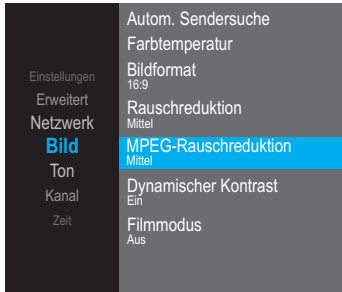 Einstellungen
Erweitert
Netzwerk
Bild
Ton
Kanal
Zeit
Autom. Sendersuche
Farbtemperatur
Bildformat
16:9
Rauschreduktion
Mittel
MPEG-Rauschreduktion
Mittel
Dynamischer Kontrast
Ein
Filmmodus
Aus